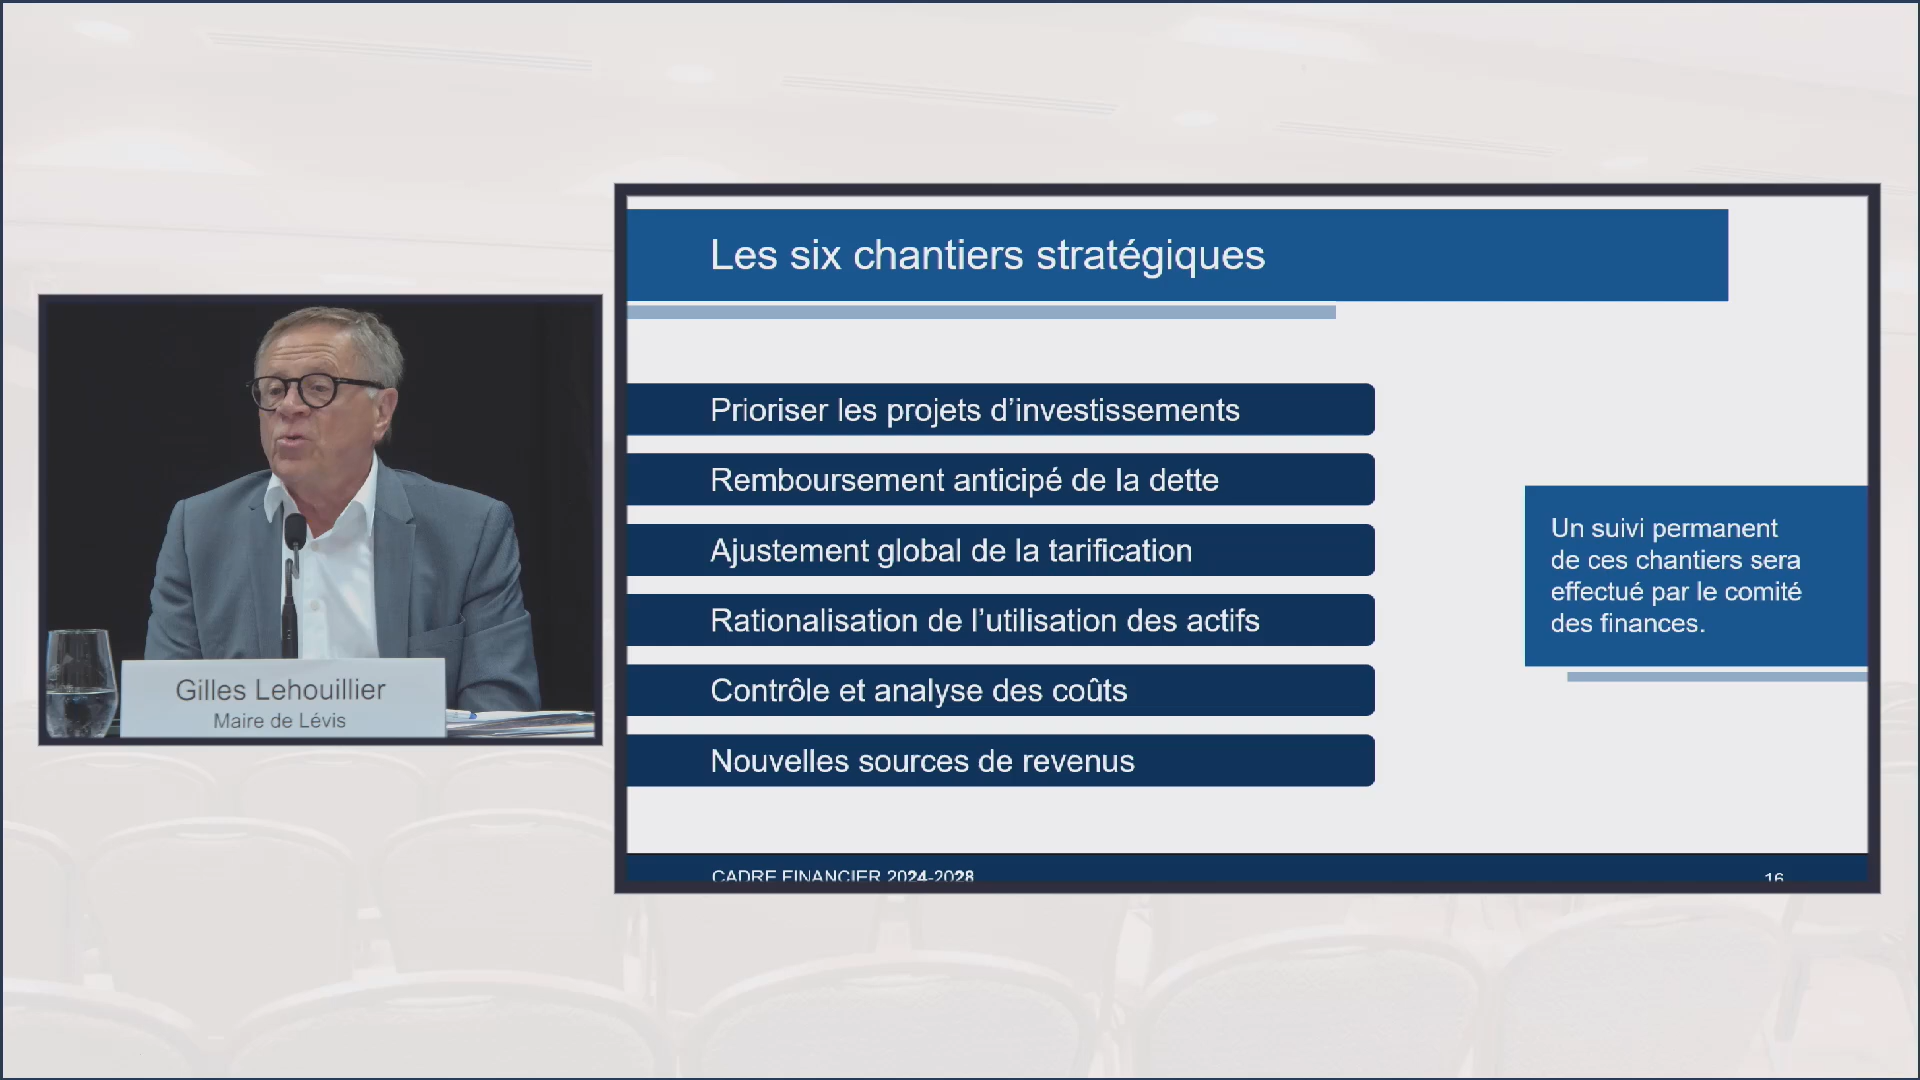 Les six chantiers stratégiques
Prioriser les projets d’investissements
Remboursement anticipé de la dette
Ajustement global de la tarification
Rationalisation de l’utilisation des actifs
Contrôle et analyse des coûts
Nouvelles sources de revenus
Un suivi permanent
de ces chantiers sera
effectué par le comité
des finances.
CADRE FINANCIER 2024-2028
16
Gilles Lehouillier
Maire de Lévis